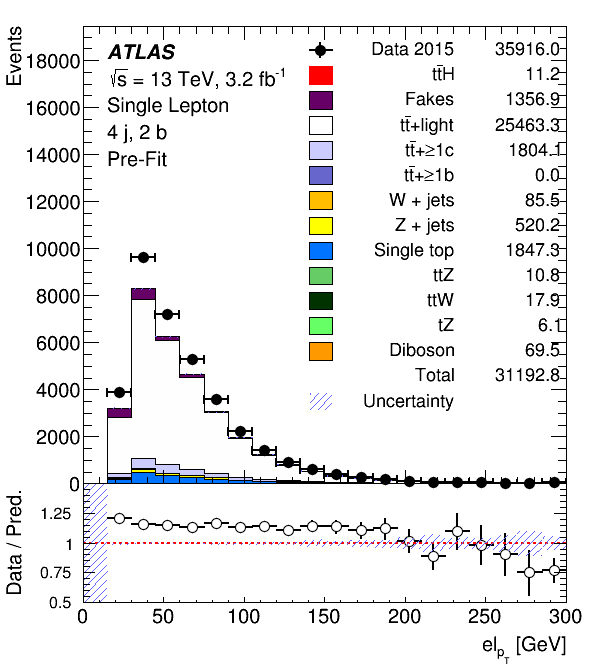 Events
18000
16000
14000
12000
10000
8000
6000
4000
2000
0
ATLAS
√s = 13 TeV, 3.2 fb⁻¹
Single Lepton
4 j, 2 b
Pre-Fit
Data 2015 35916.0
tt̄H 11.2
Fakes 1356.9
tt̄+light 25463.3
tt̄+≥1c 1804.1
tt̄+≥1b 0.0
W + jets 85.5
Z + jets 520.2
Single top 1847.3
ttZ 10.8
ttW 17.9
tZ 6.1
Diboson 69.5
Total 31192.8
Uncertainty
Data / Pred.
1.25
1
0.75
0.5
0 50 100 150 200 250 300
el_pT [GeV]